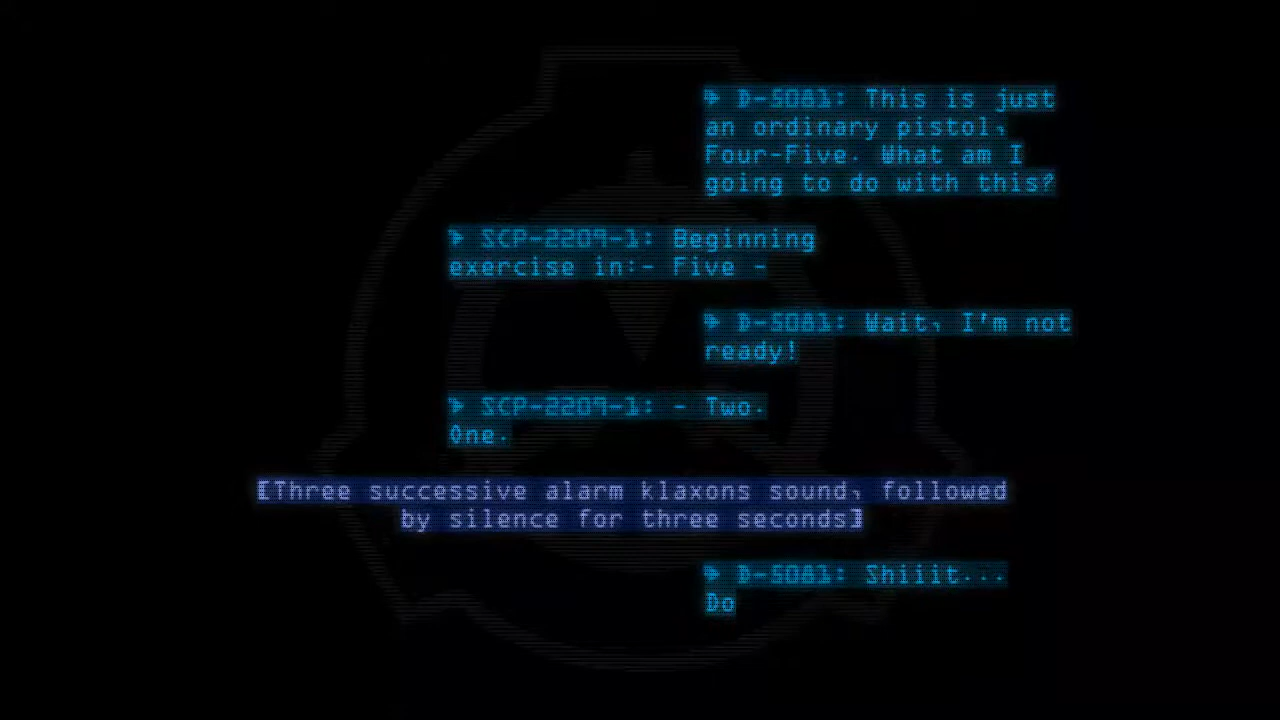 ► D-5081: This is just
an ordinary pistol,
Four-Five. What am I
going to do with this?
► SCP-2209-1: Beginning
exercise in:- Five -
► D-5081: Wait, I'm not
ready!
► SCP-2209-1: - Two.
One.
[Three successive alarm klaxons sound, followed
by silence for three seconds]
► D-5081: Shiiit...
Do